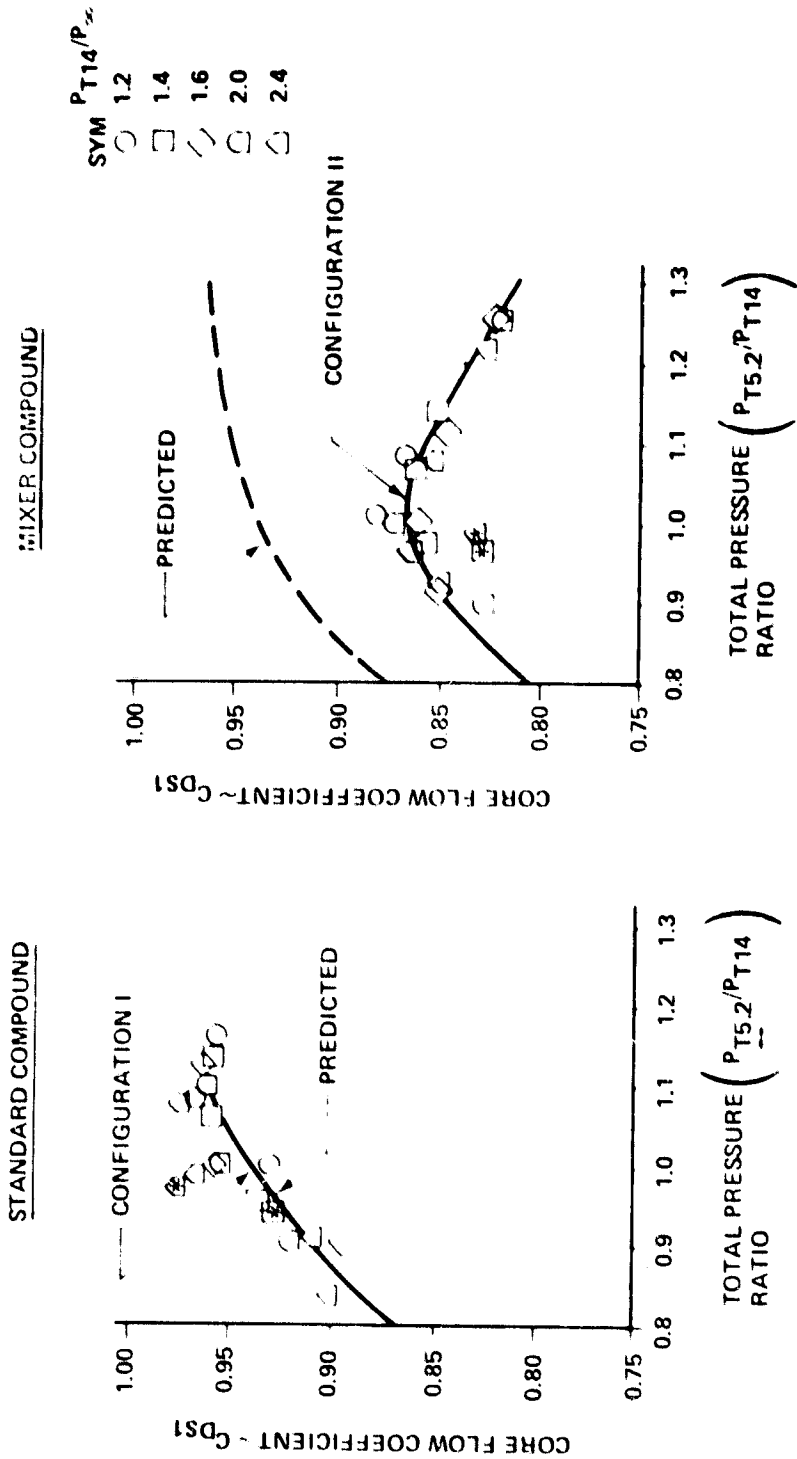 STANDARD COMPOUND
CONFIGURATION I
PREDICTED
1.00
0.95
0.90
0.85
0.80
0.75
0.8
0.9
1.0
1.1
1.2
1.3
CORE FLOW COEFFICIENT ~ CDS1
TOTAL PRESSURE (PT5.2/PT14)
RATIO
MIXER COMPOUND
SYM PT14/P∞
1.2
1.4
1.6
2.0
2.4
PREDICTED
CONFIGURATION II
1.00
0.95
0.90
0.85
0.80
0.75
0.8
0.9
1.0
1.1
1.2
1.3
CORE FLOW COEFFICIENT ~ CDS1
TOTAL PRESSURE (PT5.2/PT14)
RATIO